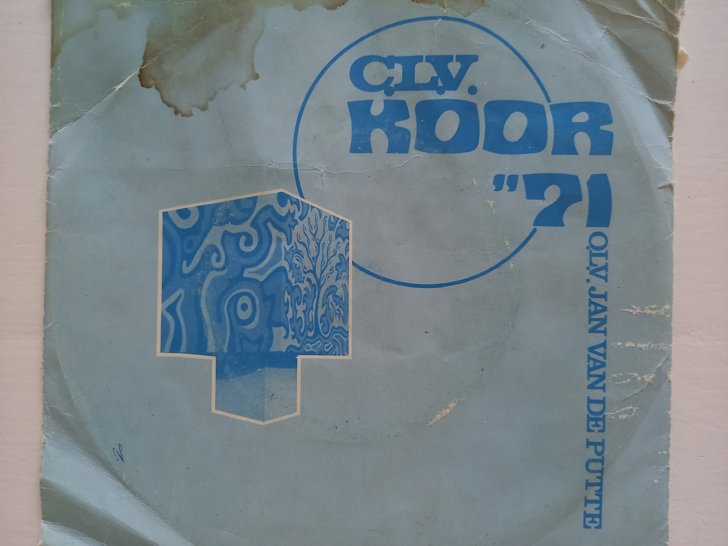 C.L.V.
KOOR
"71
O.L.V. JAN VAN DE PUTTE